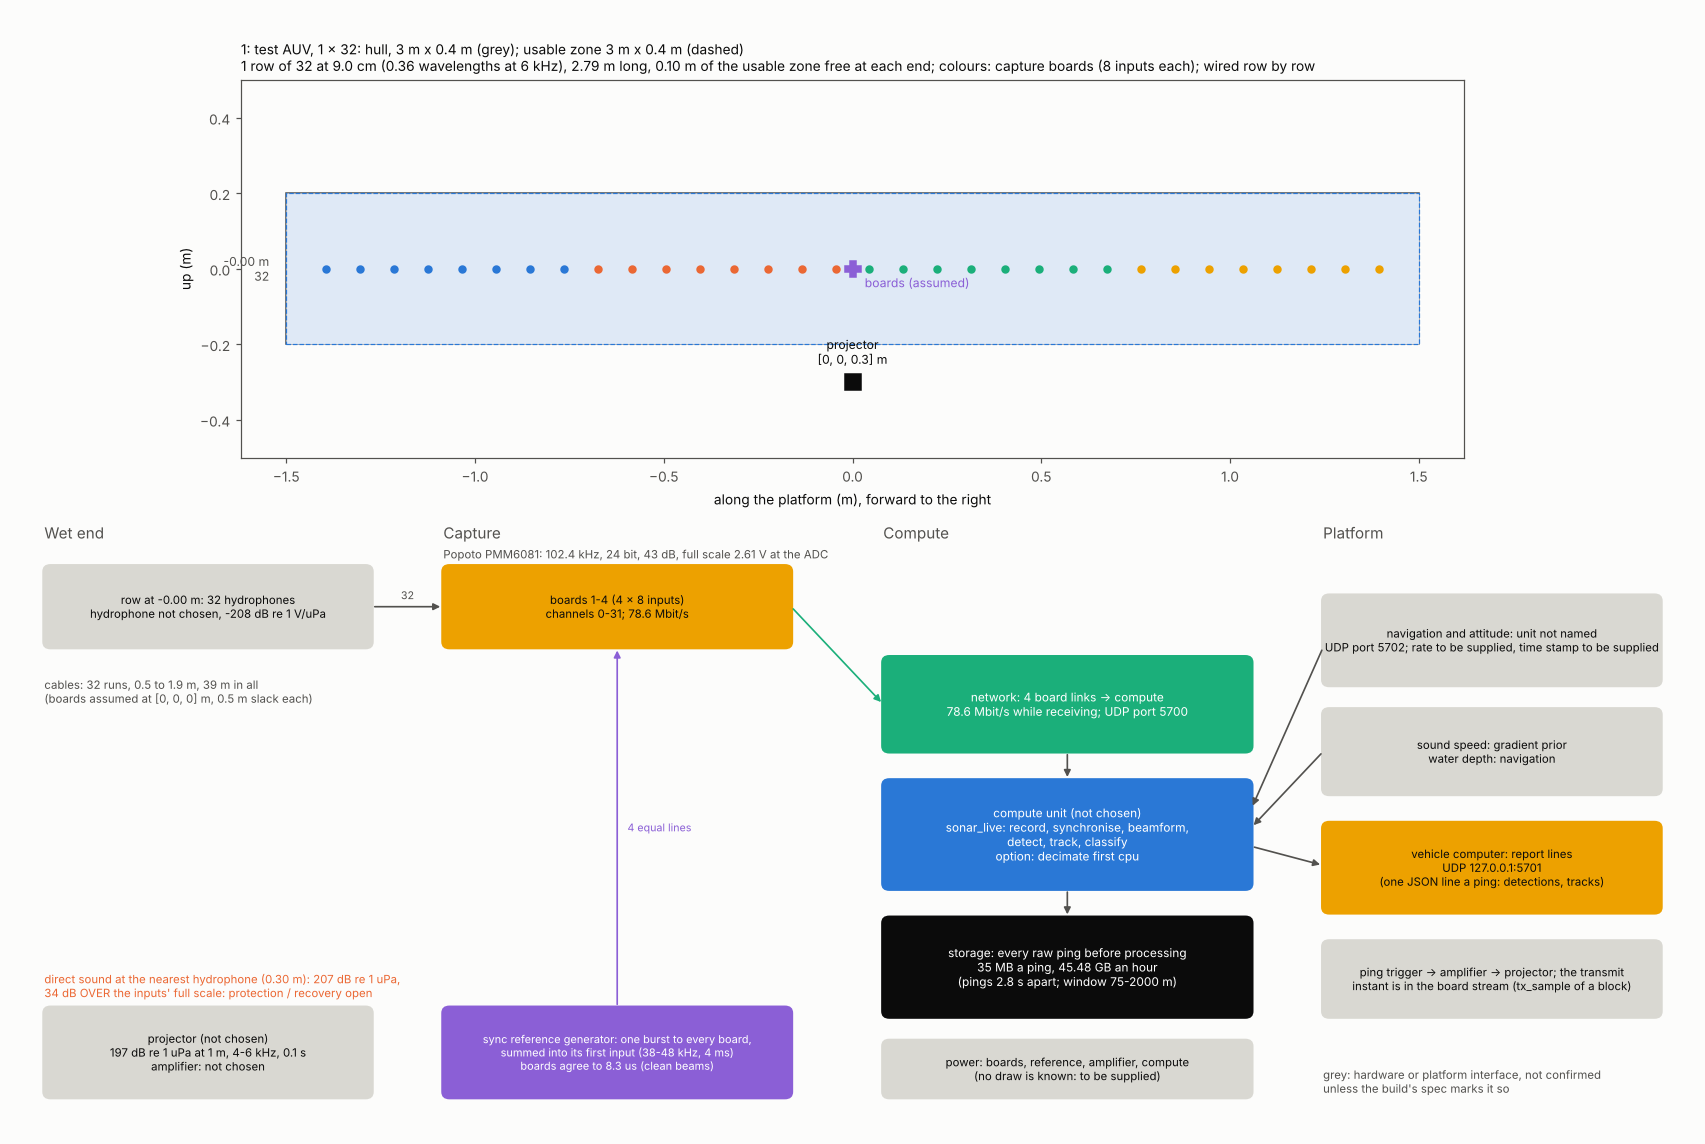 1: test AUV, 1 × 32: hull, 3 m x 0.4 m (grey); usable zone 3 m x 0.4 m (dashed)
1 row of 32 at 9.0 cm (0.36 wavelengths at 6 kHz), 2.79 m long, 0.10 m of the usable zone free at each end; colours: capture boards (8 inputs each); wired row by row
up (m)
0.4
0.2
0.0
−0.2
−0.4
-0.00 m
32
boards (assumed)
projector
[0, 0, 0.3] m
−1.5
−1.0
−0.5
0.0
0.5
1.0
1.5
along the platform (m), forward to the right
Wet end
Capture
Compute
Platform
Popoto PMM6081: 102.4 kHz, 24 bit, 43 dB, full scale 2.61 V at the ADC
row at -0.00 m: 32 hydrophones
hydrophone not chosen, -208 dB re 1 V/uPa
32
boards 1-4 (4 × 8 inputs)
channels 0-31; 78.6 Mbit/s
cables: 32 runs, 0.5 to 1.9 m, 39 m in all
(boards assumed at [0, 0, 0] m, 0.5 m slack each)
network: 4 board links → compute
78.6 Mbit/s while receiving; UDP port 5700
navigation and attitude: unit not named
UDP port 5702; rate to be supplied, time stamp to be supplied
sound speed: gradient prior
water depth: navigation
4 equal lines
compute unit (not chosen)
sonar_live: record, synchronise, beamform,
detect, track, classify
option: decimate first cpu
vehicle computer: report lines
UDP 127.0.0.1:5701
(one JSON line a ping: detections, tracks)
storage: every raw ping before processing
35 MB a ping, 45.48 GB an hour
(pings 2.8 s apart; window 75-2000 m)
ping trigger → amplifier → projector; the transmit
instant is in the board stream (tx_sample of a block)
direct sound at the nearest hydrophone (0.30 m): 207 dB re 1 uPa,
34 dB OVER the inputs' full scale: protection / recovery open
projector (not chosen)
197 dB re 1 uPa at 1 m, 4-6 kHz, 0.1 s
amplifier: not chosen
sync reference generator: one burst to every board,
summed into its first input (38-48 kHz, 4 ms)
boards agree to 8.3 us (clean beams)
power: boards, reference, amplifier, compute
(no draw is known: to be supplied)
grey: hardware or platform interface, not confirmed
unless the build's spec marks it so